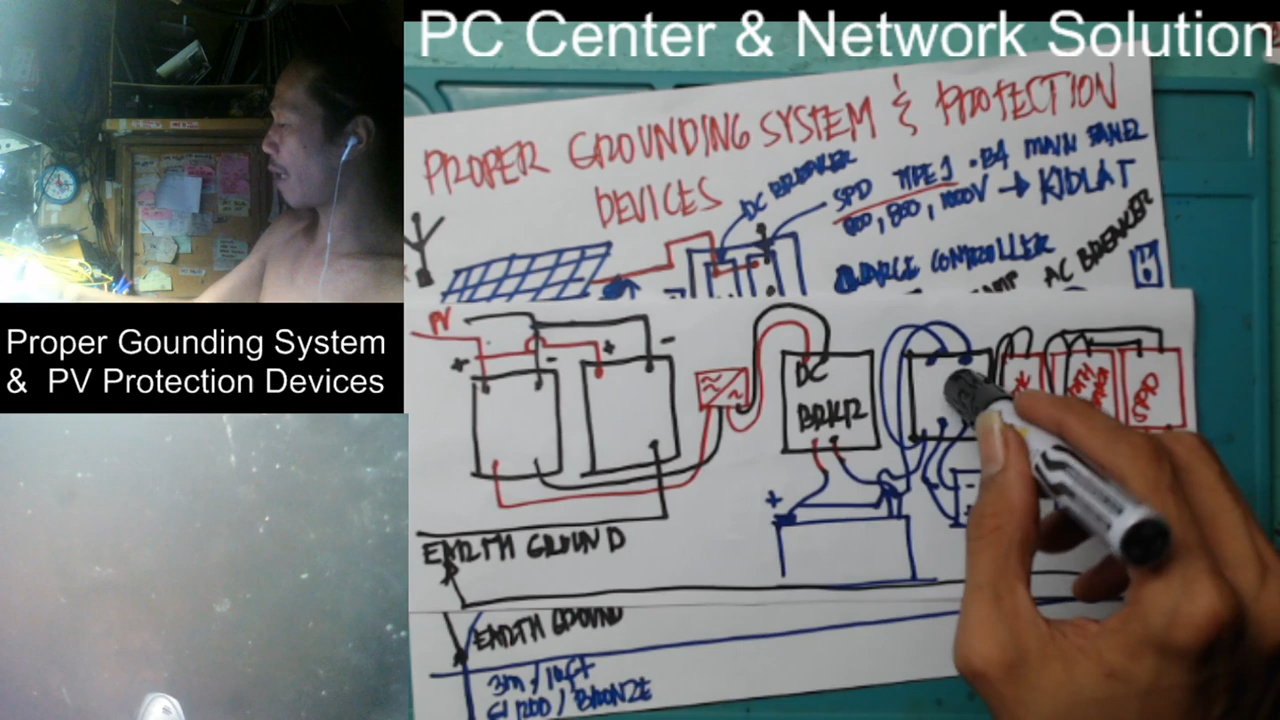 PC Center & Network Solution
PROPER GROUNDING SYSTEM & PROTECTION
DEVICES
DC BREAKER
SPD TYPE 1 · B4 MAIN PANEL
600, 800, 1000V → KIDLAT
CHARGE CONTROLLER
AC BREAKER
Proper Gounding System
& PV Protection Devices
PV
+
-
+
-
DC
BRKR
SPD
+
EARTH GROUND
EARTH GROUND
3m / 10ft
G1 ROD / BRONZE